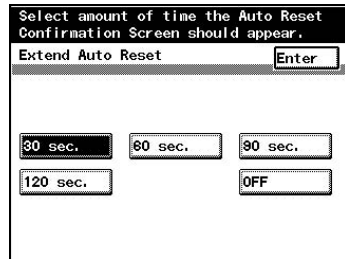 Select amount of time the Auto Reset
Confirmation Screen should appear.
Extend Auto Reset Enter
30 sec. 60 sec. 90 sec.
120 sec. OFF